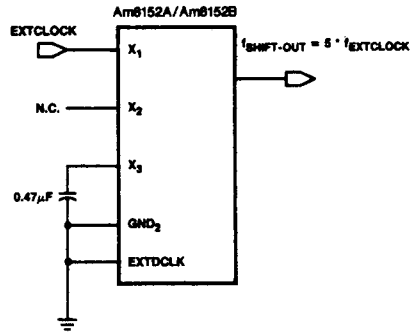 Am8152A/Am8152B
EXTCLOCK
X1
fSHIFT-OUT = 5 * fEXTCLOCK
N.C.
X2
X3
0.47µF
GND2
EXTDCLK